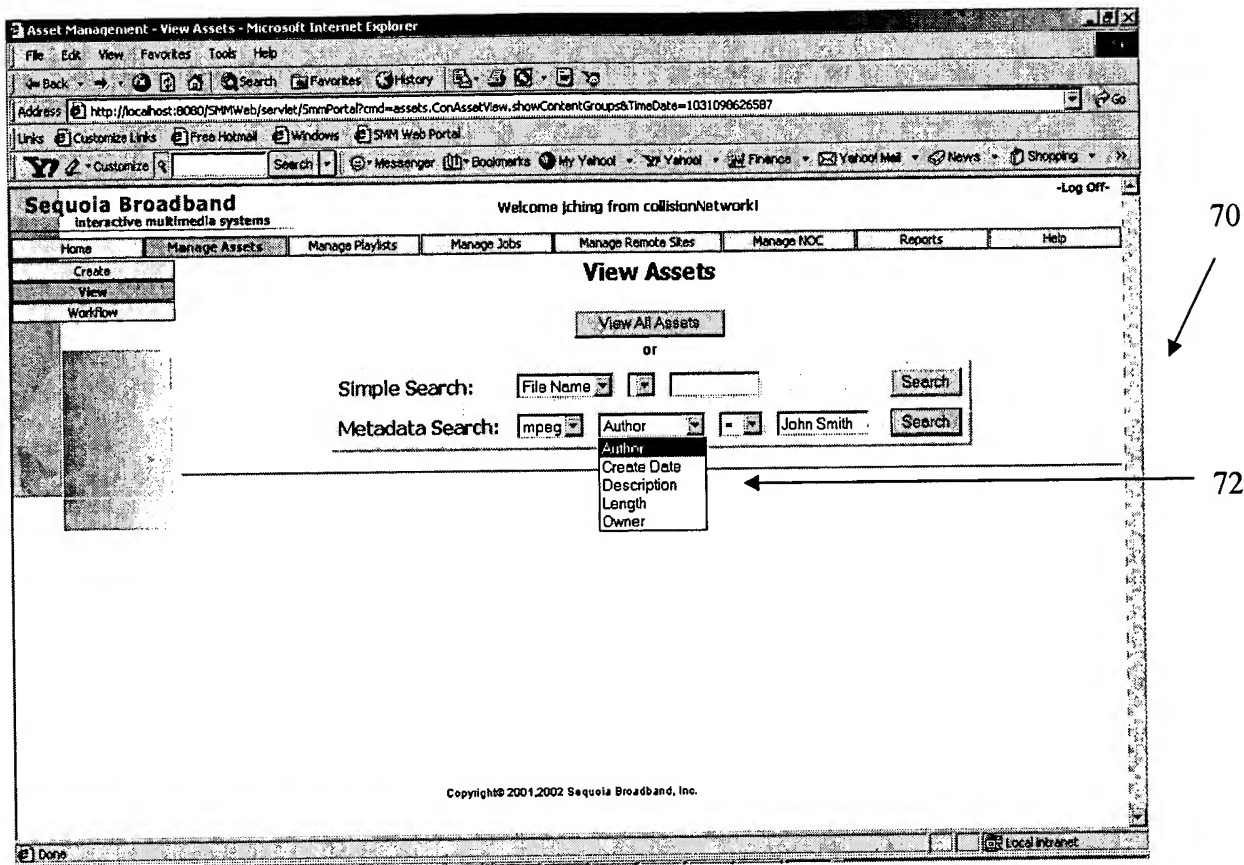 Asset Management - View Assets - Microsoft Internet Explorer
File Edit View Favorites Tools Help
Back Search Favorites History
Address http://localhost:8080/SMMWeb/servlet/SmmPortal?cmd=assets.ConAssetView.showContentGroups&TimeDate=1031098626587 Go
Links Customize Links Free Hotmail Windows SMM Web Portal
Y? Customize Search Messenger Bookmarks My Yahoo! Yahoo! Finance Yahoo! Mail News Shopping »
-Log Off-
Sequoia Broadband
interactive multimedia systems
Welcome jching from collisionNetwork!
Home Manage Assets Manage Playlists Manage Jobs Manage Remote Sites Manage NOC Reports Help
Create
View
Workflow
View Assets
View All Assets
or
Simple Search: File Name Search
Metadata Search: mpeg Author = John Smith Search
Author
Create Date
Description
Length
Owner
70
72
Copyright© 2001,2002 Sequoia Broadband, Inc.
Done Local intranet